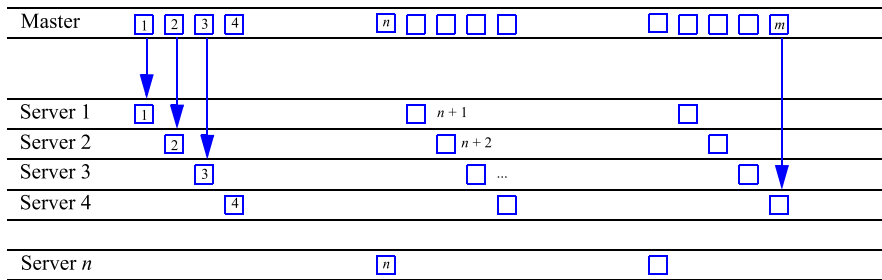 Master 1 2 3 4 n m
Server 1 1 n + 1
Server 2 2 n + 2
Server 3 3 ...
Server 4 4
Server n n